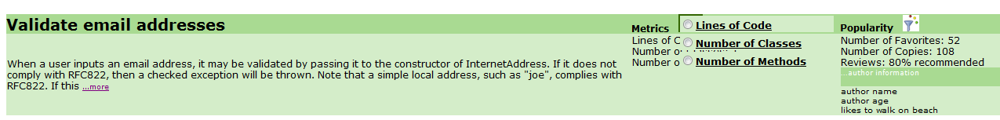 Validate email addresses
When a user inputs an email address, it may be validated by passing it to the constructor of InternetAddress. If it does not
comply with RFC822, then a checked exception will be thrown. Note that a simple local address, such as "joe", complies with
RFC822. If this ...more
Metrics
Lines of C
Number o
Number o
Lines of Code
Number of Classes
Number of Methods
Popularity
Number of Favorites: 52
Number of Copies: 108
Reviews: 80% recommended
...author information
author name
author age
likes to walk on beach